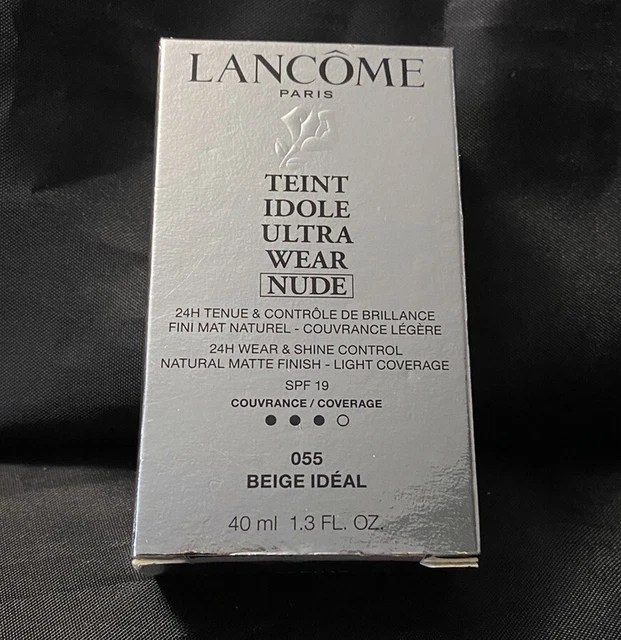 LANCÔME
PARIS
TEINT
IDOLE
ULTRA
WEAR
NUDE
24H TENUE & CONTRÔLE DE BRILLANCE
FINI MAT NATUREL - COUVRANCE LÉGÈRE
24H WEAR & SHINE CONTROL
NATURAL MATTE FINISH - LIGHT COVERAGE
SPF 19
COUVRANCE / COVERAGE
055
BEIGE IDÉAL
40 ml 1.3 FL. OZ.